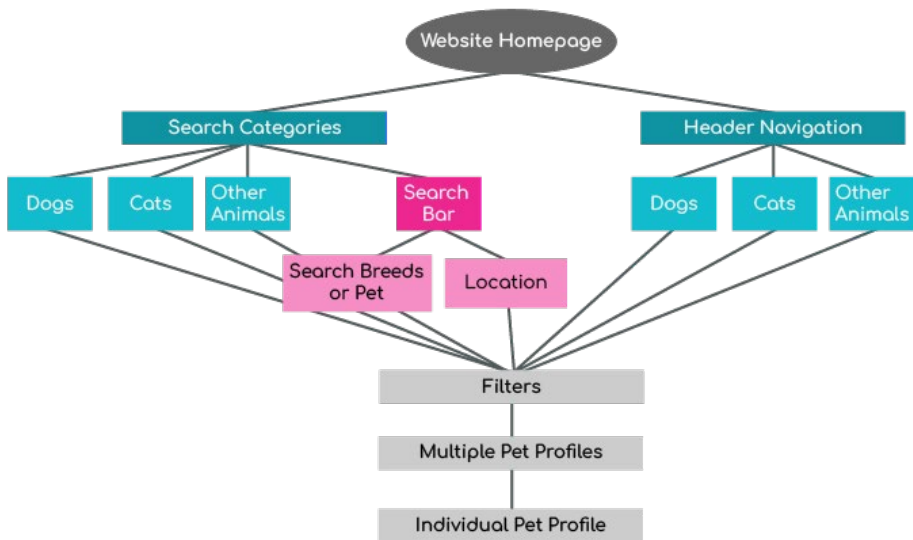 Website Homepage
Search Categories
Header Navigation
Dogs
Cats
Other
Animals
Search
Bar
Dogs
Cats
Other
Animals
Search Breeds
or Pet
Location
Filters
Multiple Pet Profiles
Individual Pet Profile